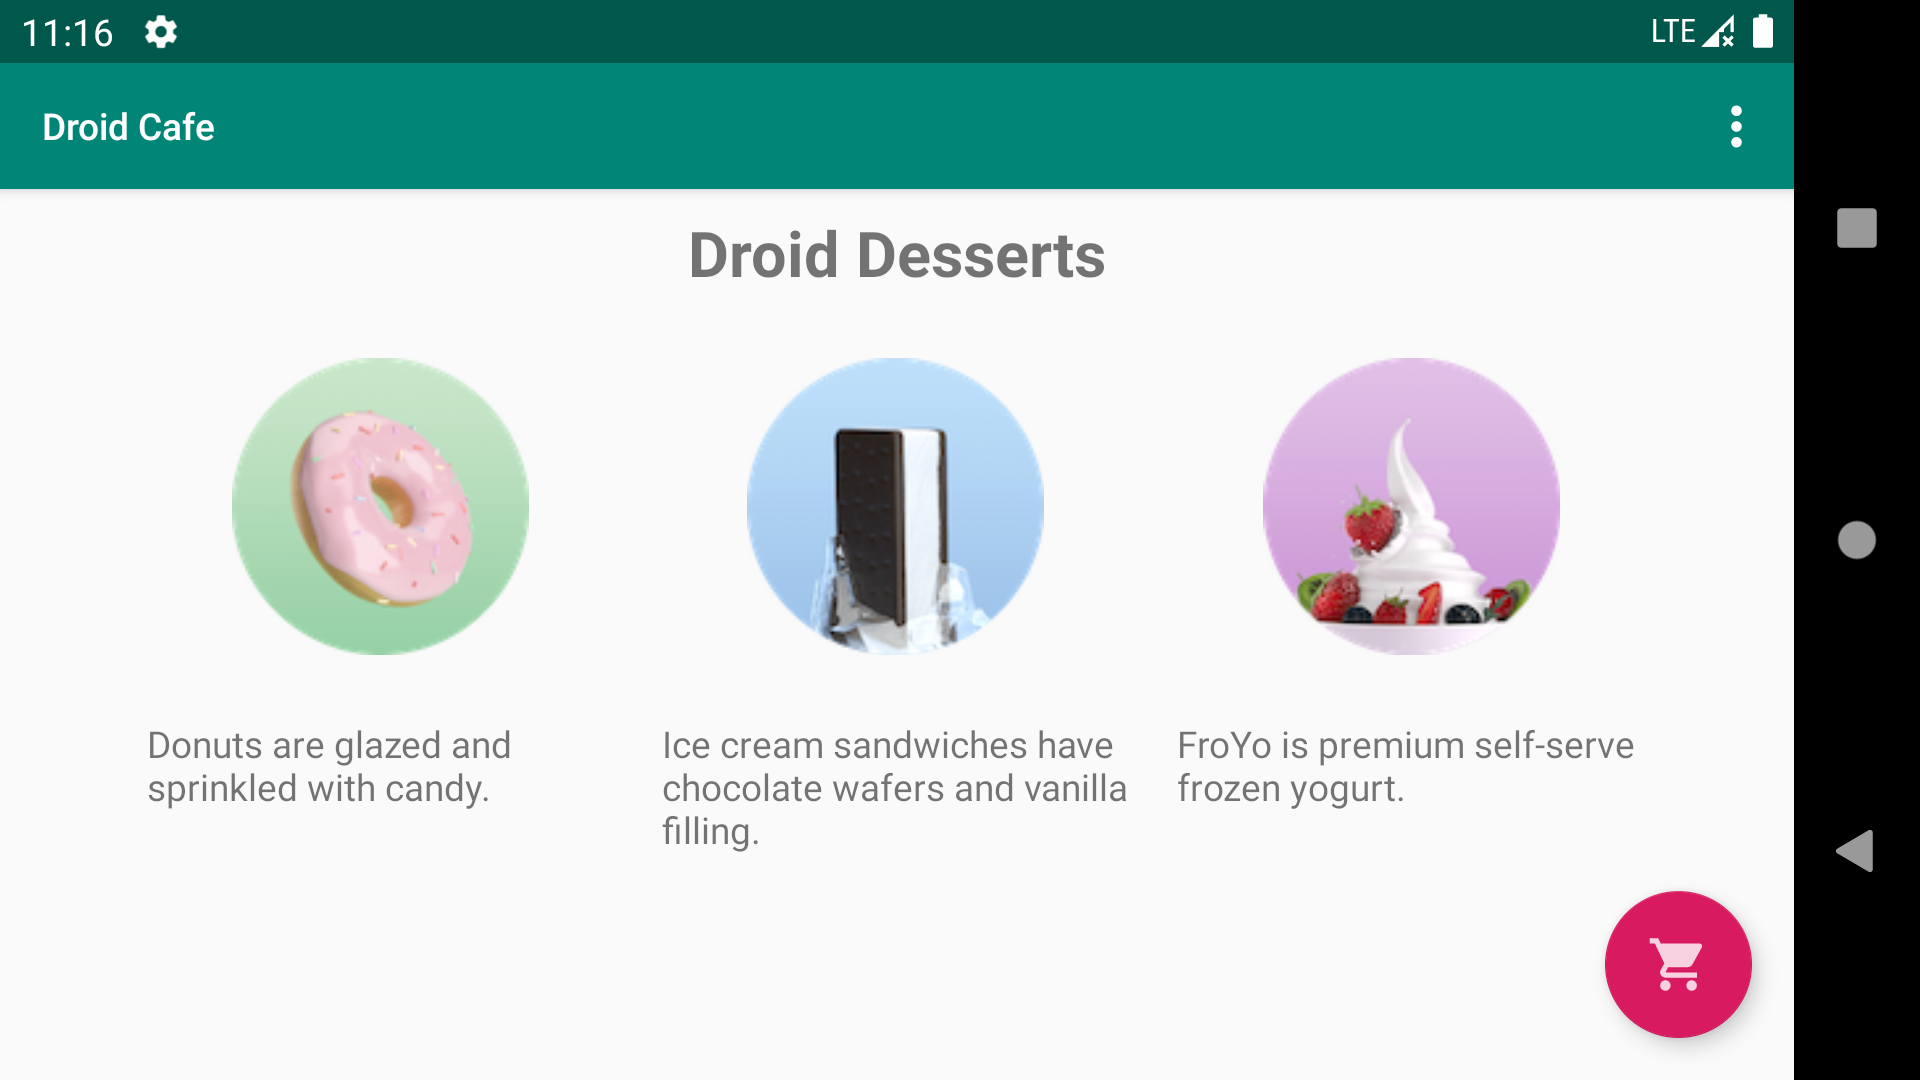 11:16
LTE
Droid Cafe
Droid Desserts
Donuts are glazed and
sprinkled with candy.
Ice cream sandwiches have
chocolate wafers and vanilla
filling.
FroYo is premium self-serve
frozen yogurt.